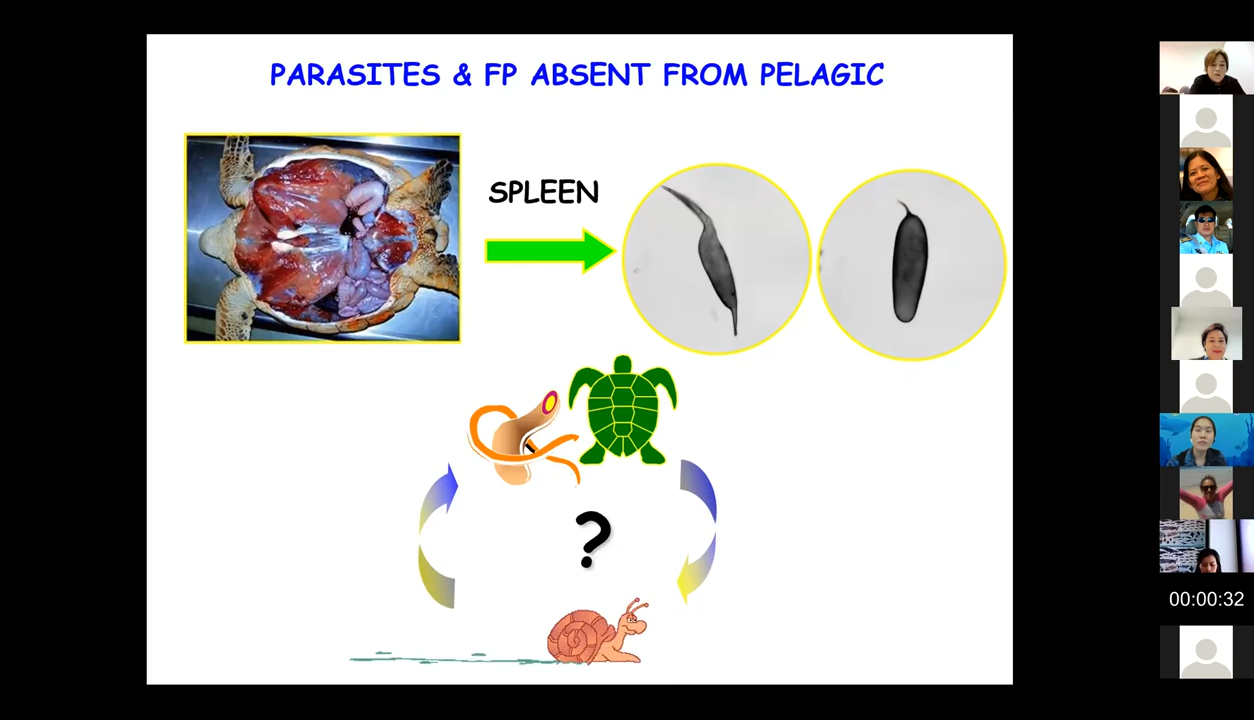 PARASITES & FP ABSENT FROM PELAGIC
SPLEEN
?
00:00:32